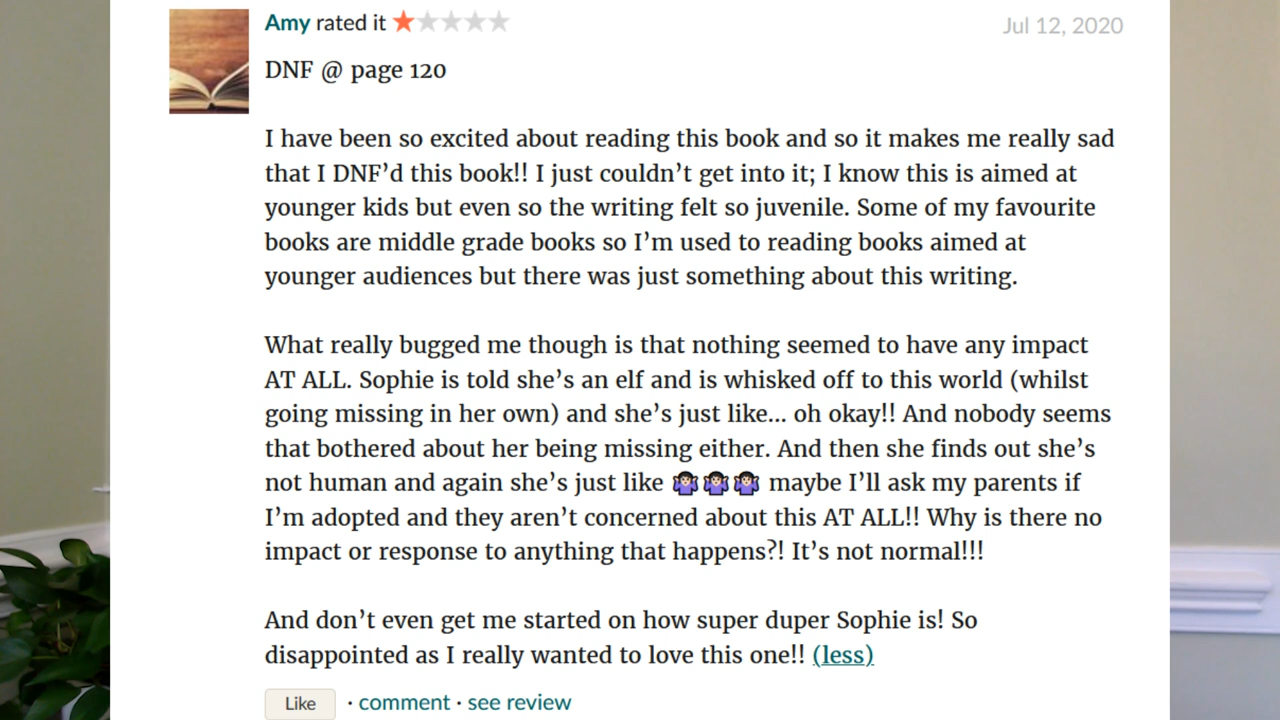 Amy rated it
Jul 12, 2020
DNF @ page 120
I have been so excited about reading this book and so it makes me really sad
that I DNF’d this book!! I just couldn’t get into it; I know this is aimed at
younger kids but even so the writing felt so juvenile. Some of my favourite
books are middle grade books so I’m used to reading books aimed at
younger audiences but there was just something about this writing.
What really bugged me though is that nothing seemed to have any impact
AT ALL. Sophie is told she’s an elf and is whisked off to this world (whilst
going missing in her own) and she’s just like... oh okay!! And nobody seems
that bothered about her being missing either. And then she finds out she’s
not human and again she’s just like 🤷🏻‍♀️🤷🏻‍♀️🤷🏻‍♀️ maybe I’ll ask my parents if
I’m adopted and they aren’t concerned about this AT ALL!! Why is there no
impact or response to anything that happens?! It’s not normal!!!
And don’t even get me started on how super duper Sophie is! So
disappointed as I really wanted to love this one!! (less)
Like · comment · see review